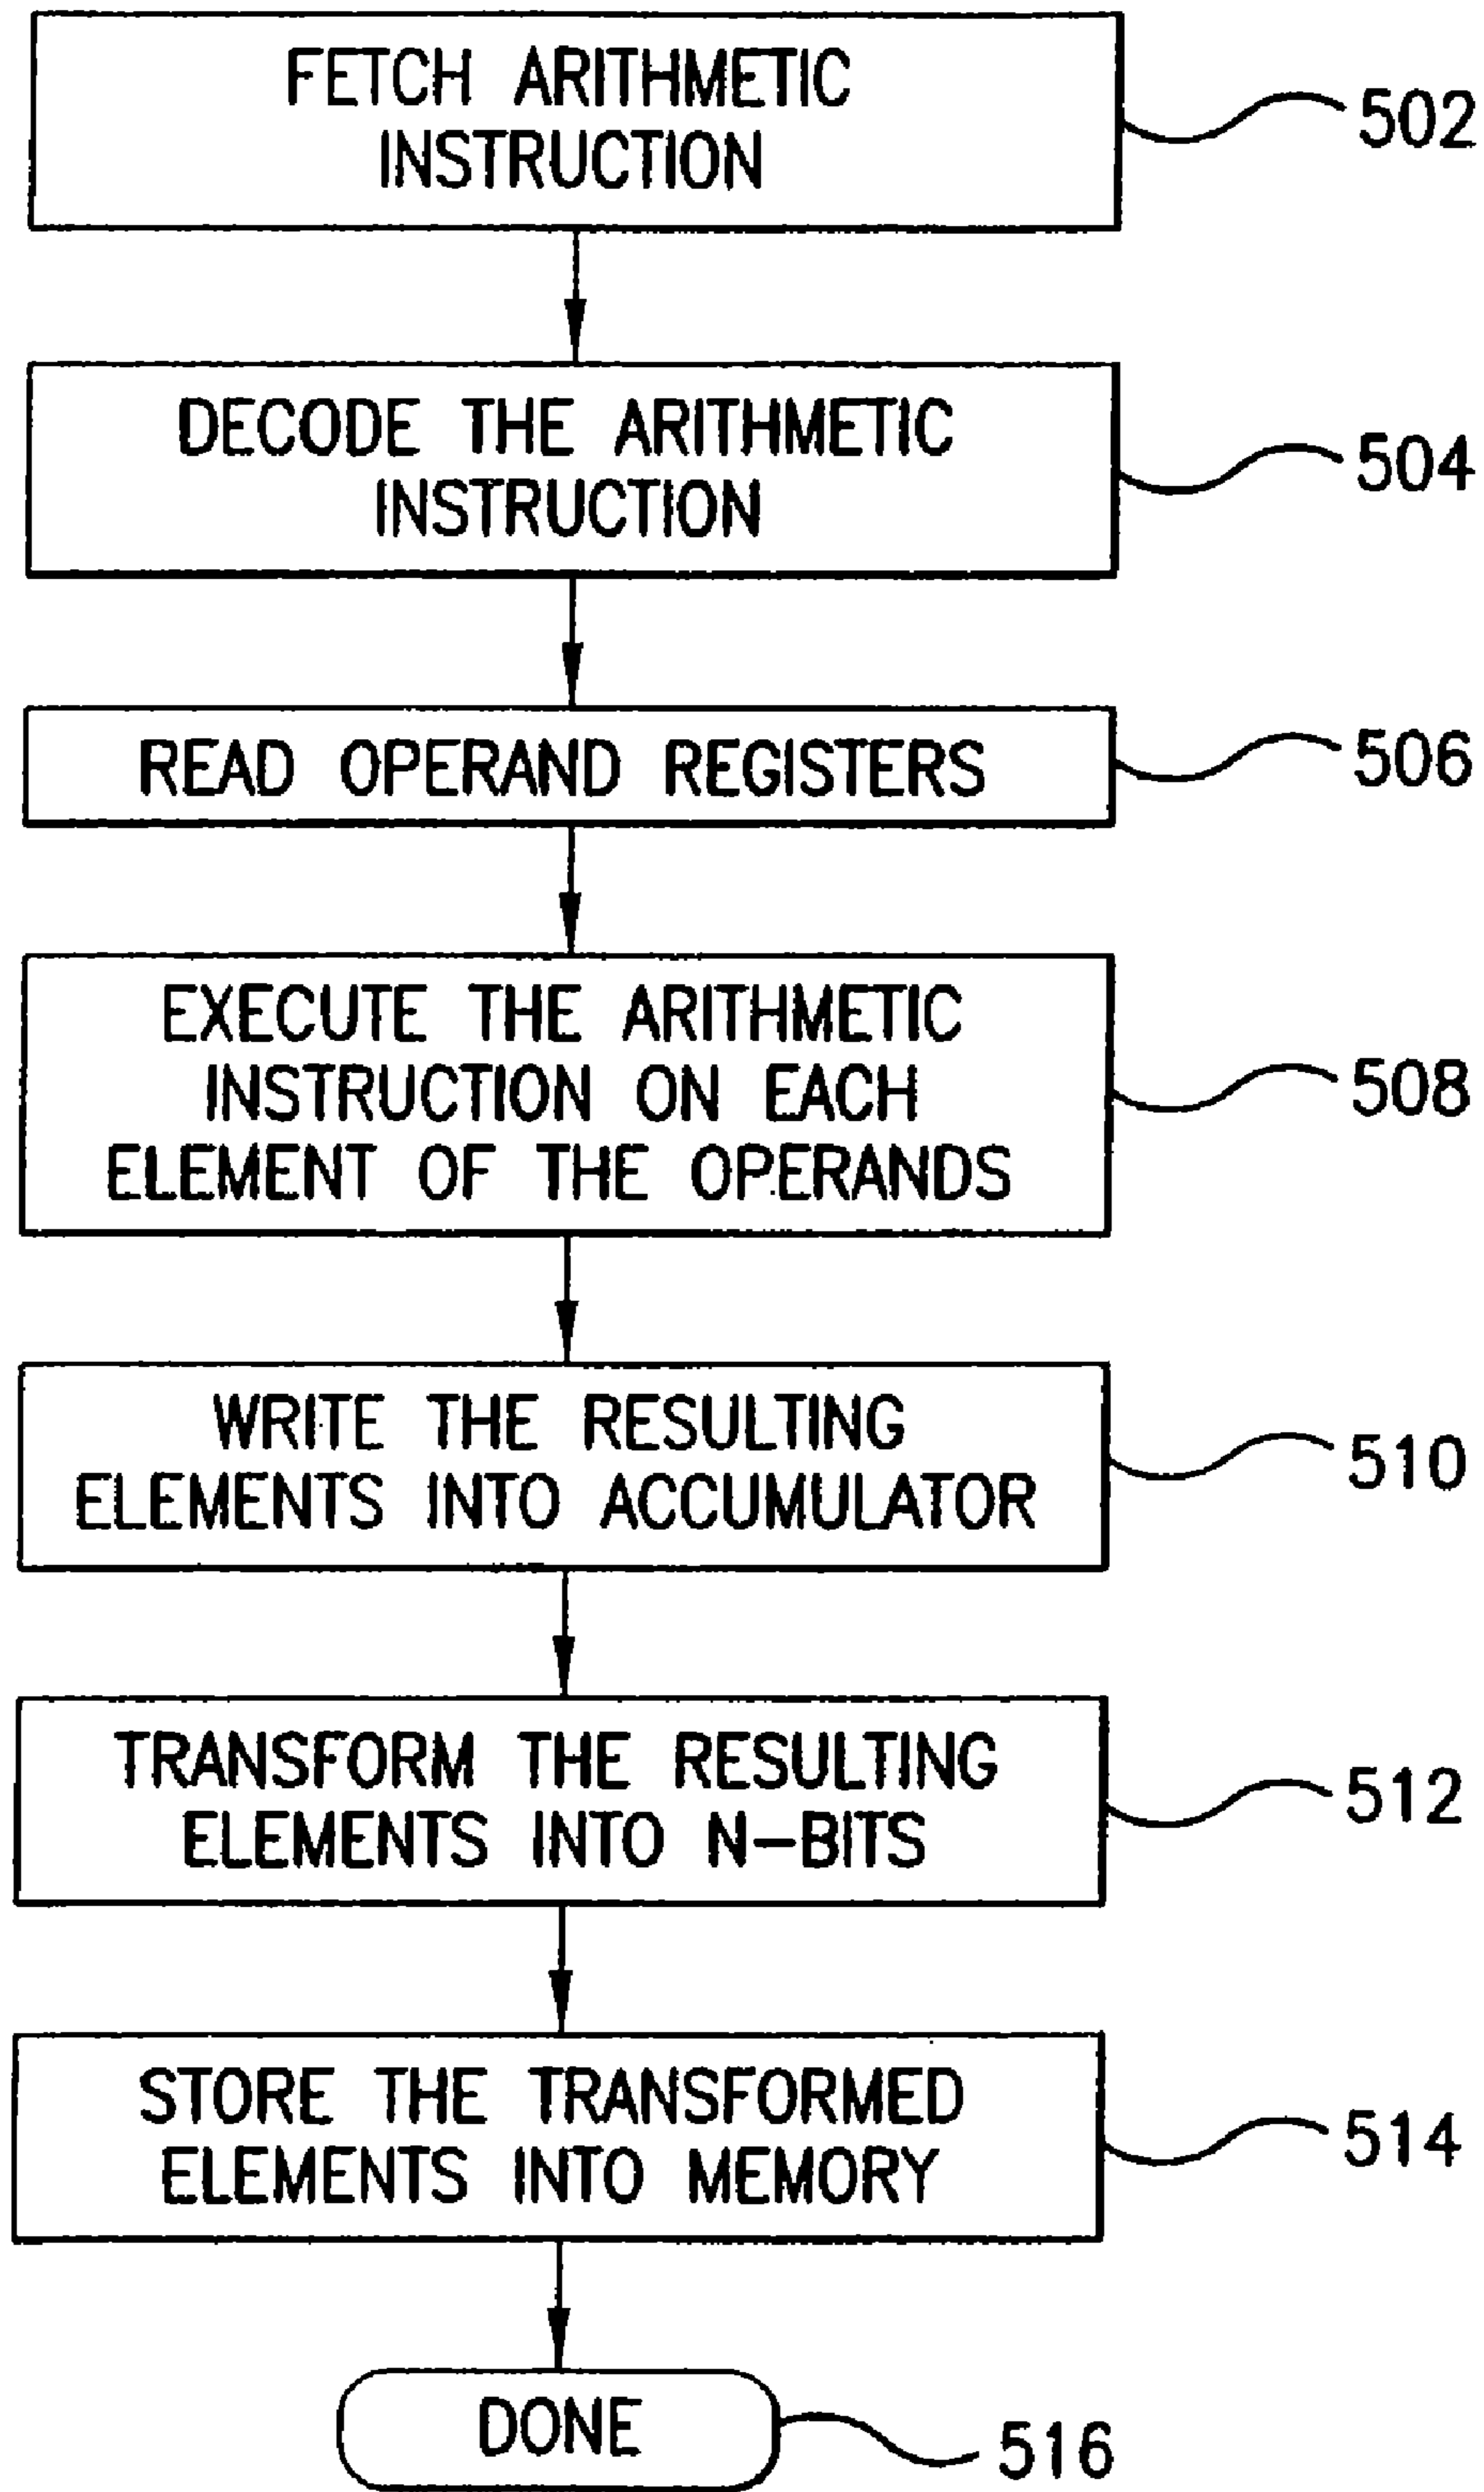 FETCH ARITHMETIC
INSTRUCTION
502
DECODE THE ARITHMETIC
INSTRUCTION
504
READ OPERAND REGISTERS
506
EXECUTE THE ARITHMETIC
INSTRUCTION ON EACH
ELEMENT OF THE OPERANDS
508
WRITE THE RESULTING
ELEMENTS INTO ACCUMULATOR
510
TRANSFORM THE RESULTING
ELEMENTS INTO N-BITS
512
STORE THE TRANSFORMED
ELEMENTS INTO MEMORY
514
DONE
516